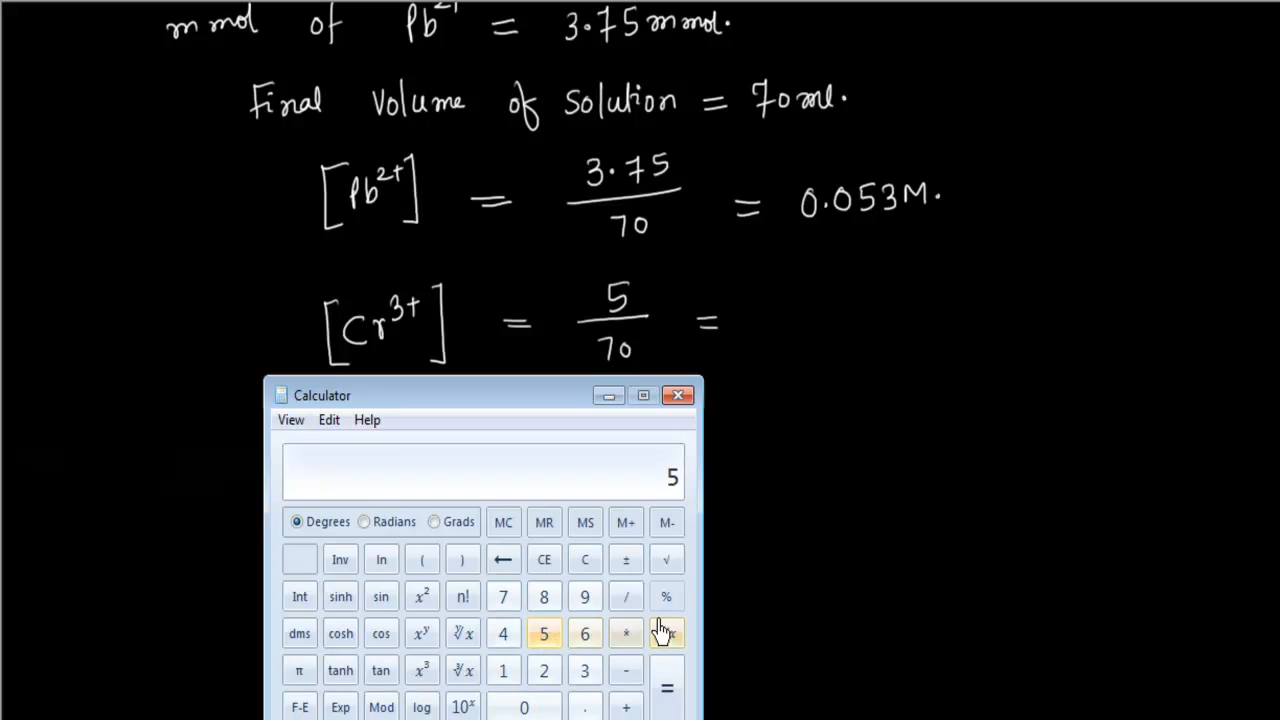 m mol of Pb²⁺ = 3.75 m mol.
Final Volume of Solution = 70 ml.
[Pb²⁺] = 3.75/70 = 0.053M.
[Cr³⁺] = 5/70 =
Calculator
View Edit Help
5
Degrees Radians Grads MC MR MS M+ M-
Inv ln ( ) ← CE C ± √
Int sinh sin x² n! 7 8 9 / %
dms cosh cos xʸ ʸ√x 4 5 6 *
π tanh tan x³ ³√x 1 2 3 - =
F-E Exp Mod log 10ˣ 0 . +